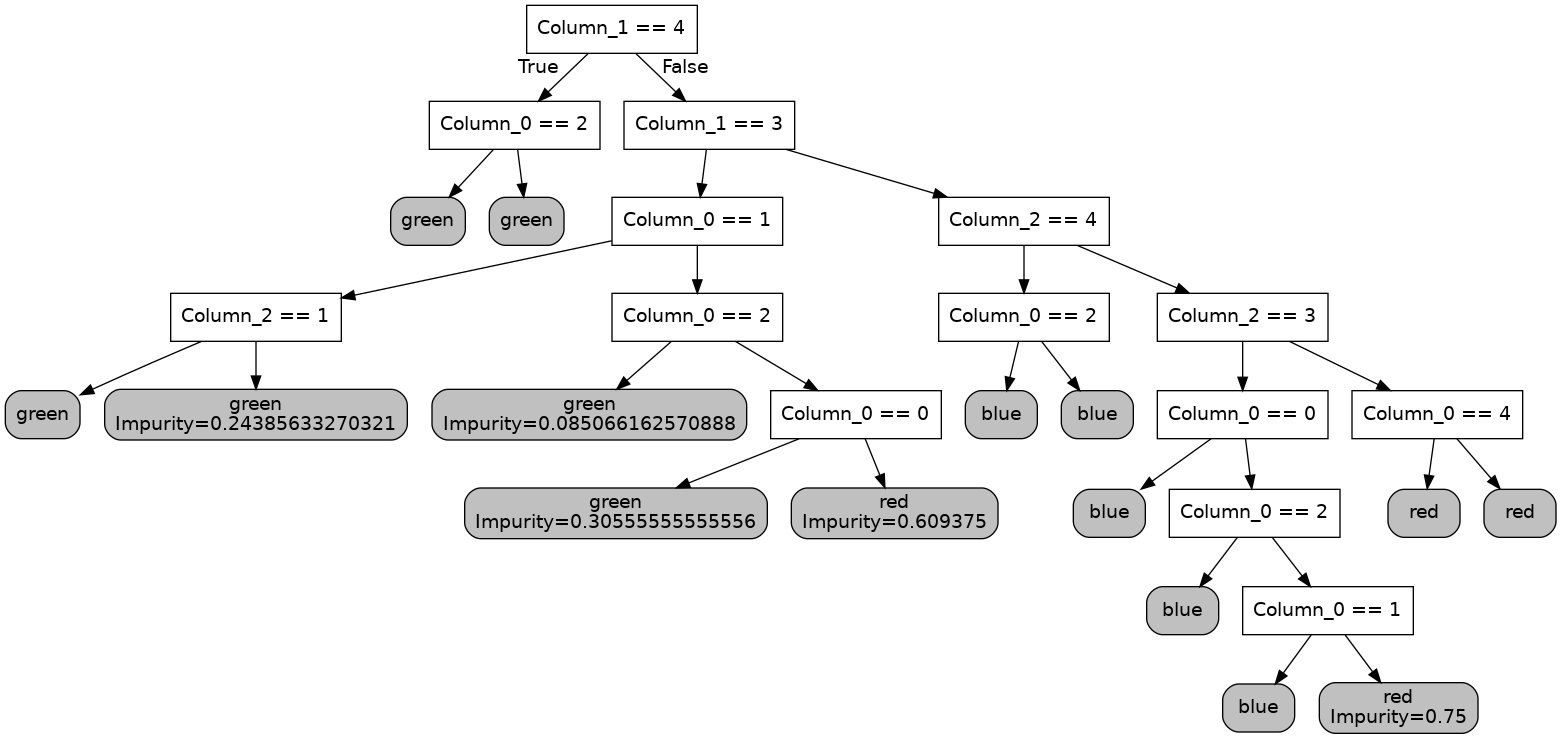 Column_1 == 4
True
False
Column_0 == 2
Column_1 == 3
green
green
Column_0 == 1
Column_2 == 4
Column_2 == 1
Column_0 == 2
Column_0 == 2
Column_2 == 3
green
green
Impurity=0.24385633270321
green
Impurity=0.085066162570888
Column_0 == 0
blue
blue
Column_0 == 0
Column_0 == 4
green
Impurity=0.30555555555556
red
Impurity=0.609375
blue
Column_0 == 2
red
red
blue
Column_0 == 1
blue
red
Impurity=0.75